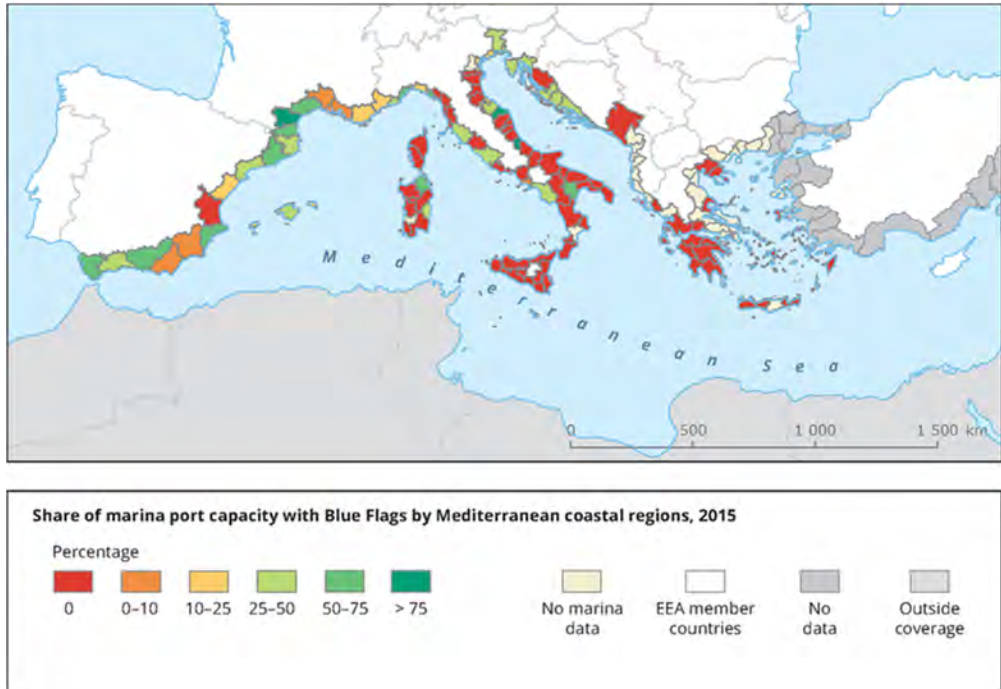 Mediterranean Sea
0 500 1 000 1 500 km
Share of marina port capacity with Blue Flags by Mediterranean coastal regions, 2015
Percentage
0 0–10 10–25 25–50 50–75 > 75
No marina data
EEA member countries
No data
Outside coverage